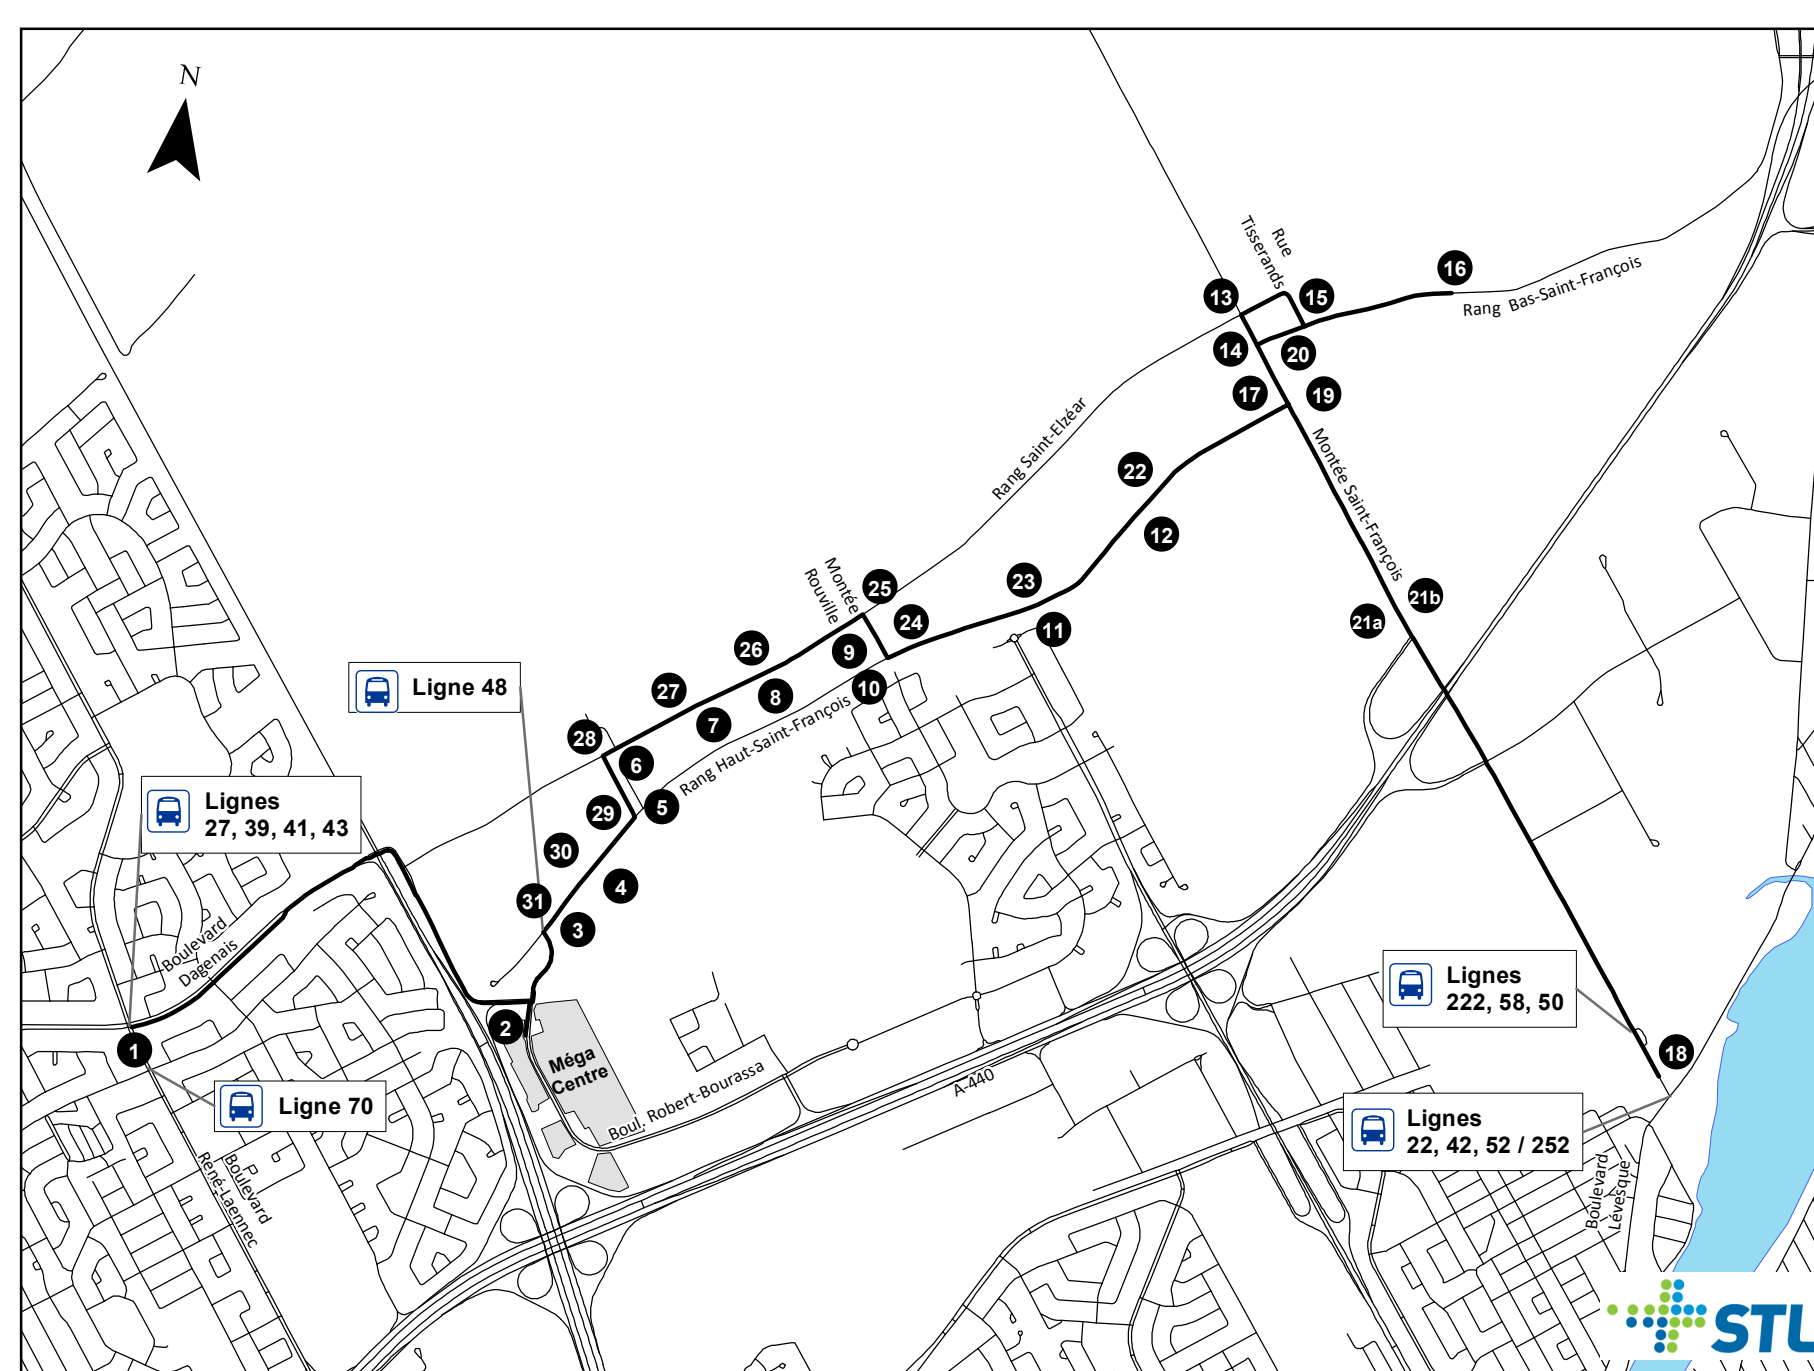 N
16
Rue
Tisserands
13
15
Rang Bas-Saint-François
14
20
17
19
Rang Saint-Elzéar
Montée Saint-François
22
12
23
Montée
Rouville
25
24
11
21b
21a
26
9
27
8
10
7
Ligne 48
Rang Haut-Saint-François
28
6
29
5
Lignes
27, 39, 41, 43
30
4
31
3
Boulevard
Dagenais
2
1
Méga
Centre
Lignes
222, 58, 50
18
Ligne 70
A-440
Boul. Robert-Bourassa
Lignes
22, 42, 52 / 252
Boulevard
René-Laennec
Boulevard
Lévesque
STL